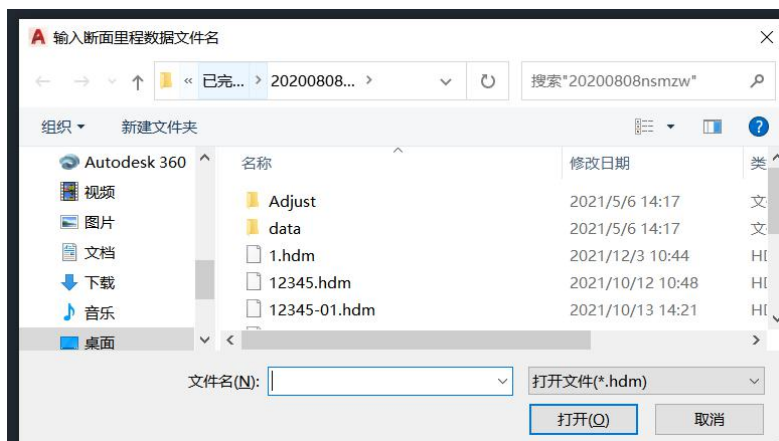 输入断面里程数据文件名
« 已完... > 20200808... >
搜索"20200808nsmzw"
组织
新建文件夹
名称
修改日期
类
Autodesk 360
视频
图片
文档
下载
音乐
桌面
Adjust 2021/5/6 14:17 文
data 2021/5/6 14:17 文
1.hdm 2021/12/3 10:44
12345.hdm 2021/10/12 10:48
12345-01.hdm 2021/10/13 14:21
文件名(N):
打开文件(*.hdm)
打开(O)
取消